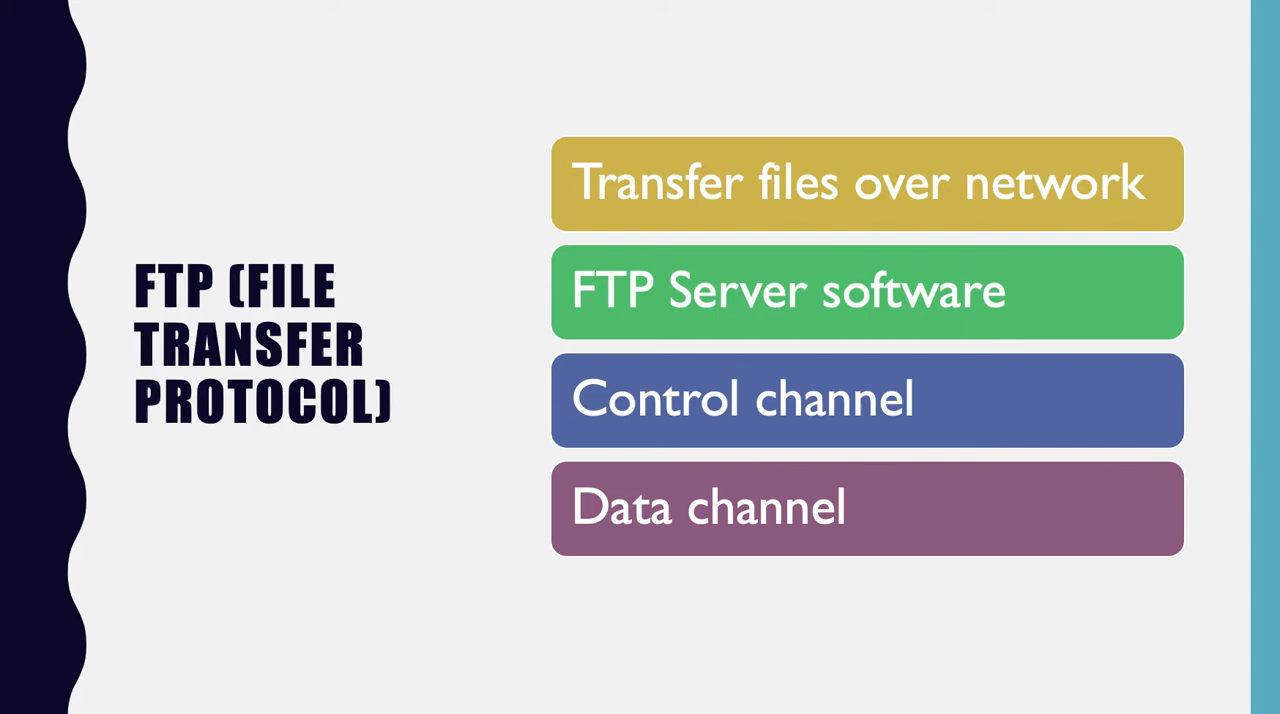 FTP (FILE
TRANSFER
PROTOCOL)
Transfer files over network
FTP Server software
Control channel
Data channel